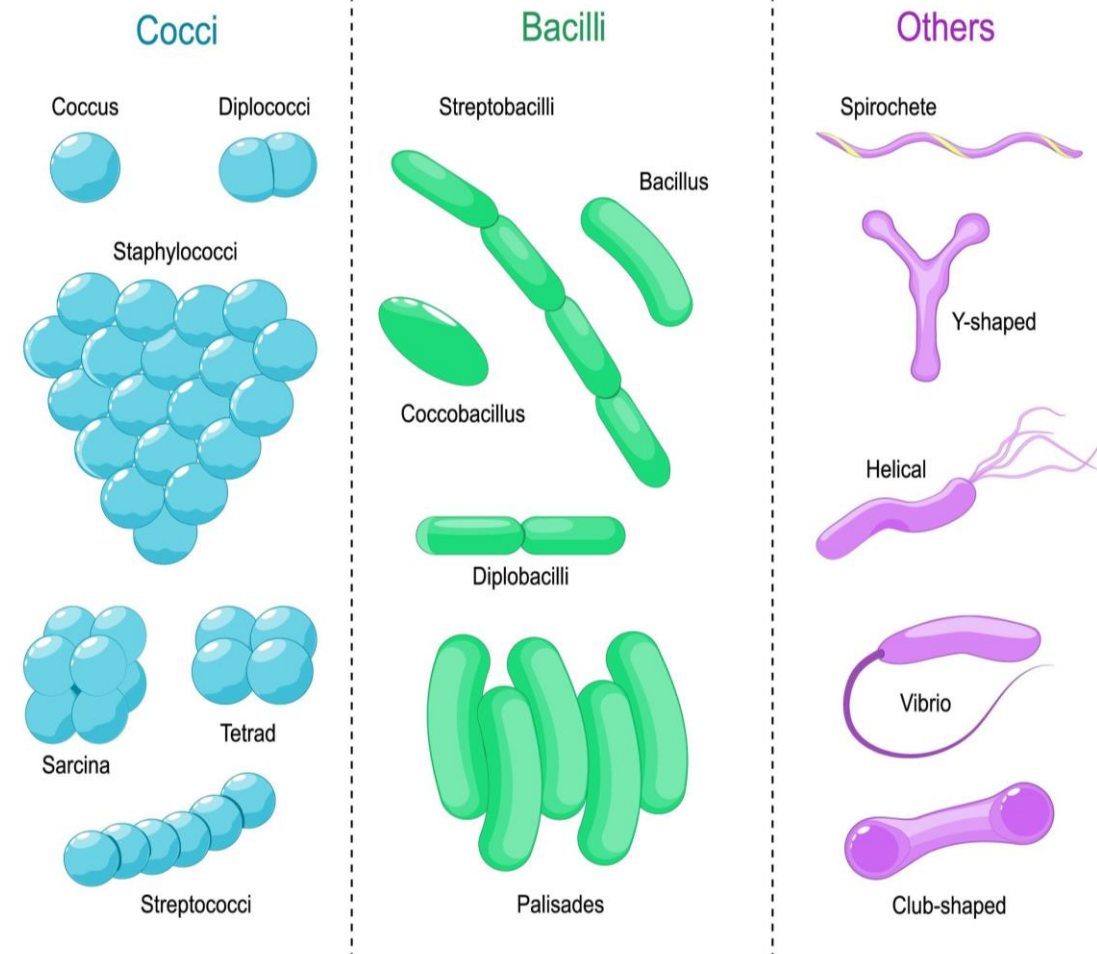 Cocci
Coccus
Diplococci
Staphylococci
Sarcina
Tetrad
Streptococci
Bacilli
Streptobacilli
Bacillus
Coccobacillus
Diplobacilli
Palisades
Others
Spirochete
Y-shaped
Helical
Vibrio
Club-shaped